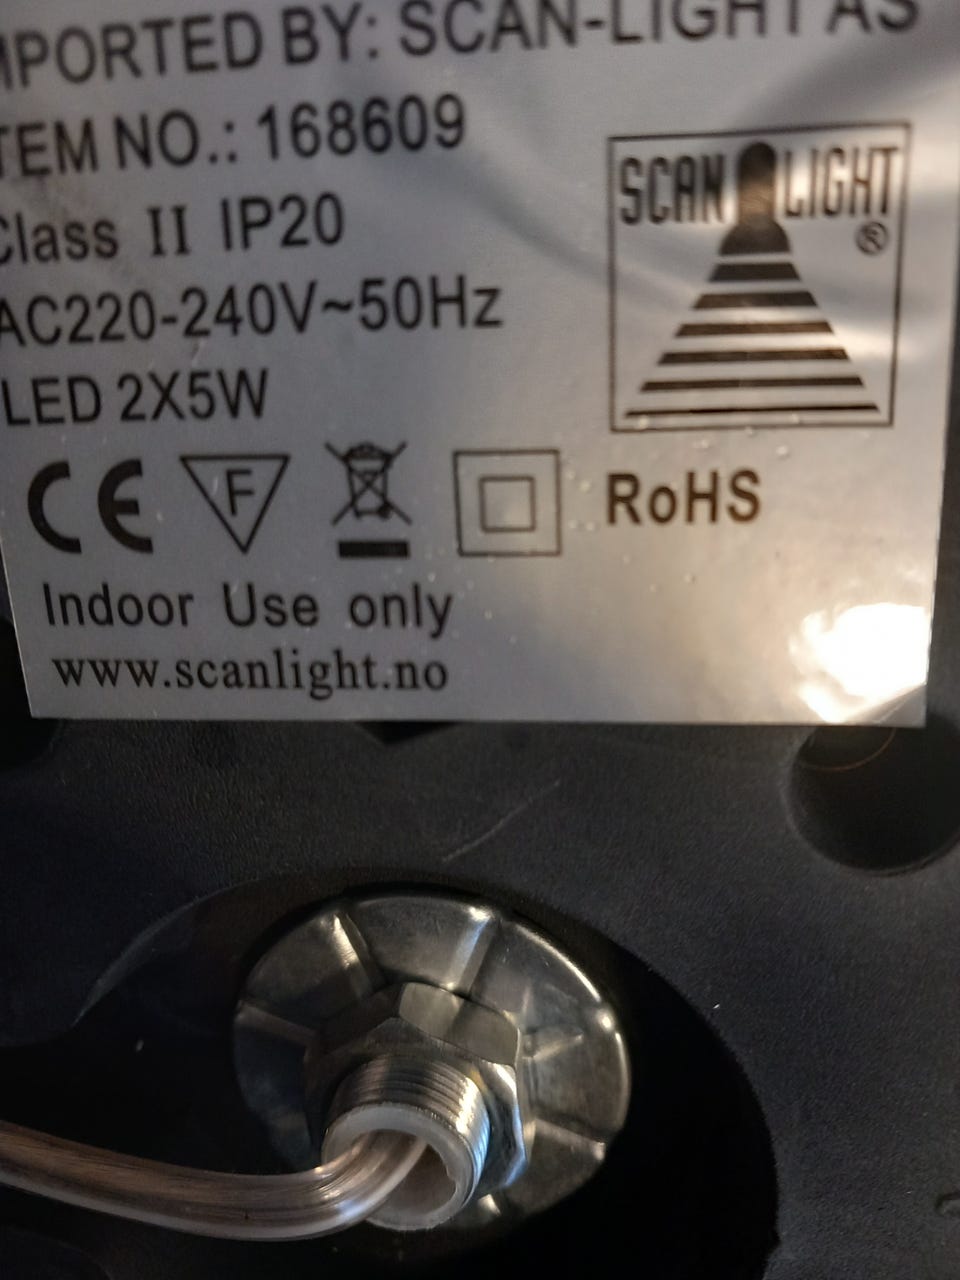 MPORTED BY: SCAN-LIGHT AS
TEM NO.: 168609
Class II IP20
AC220-240V~50Hz
LED 2X5W
SCAN LIGHT
®
CE F RoHS
Indoor Use only
www.scanlight.no